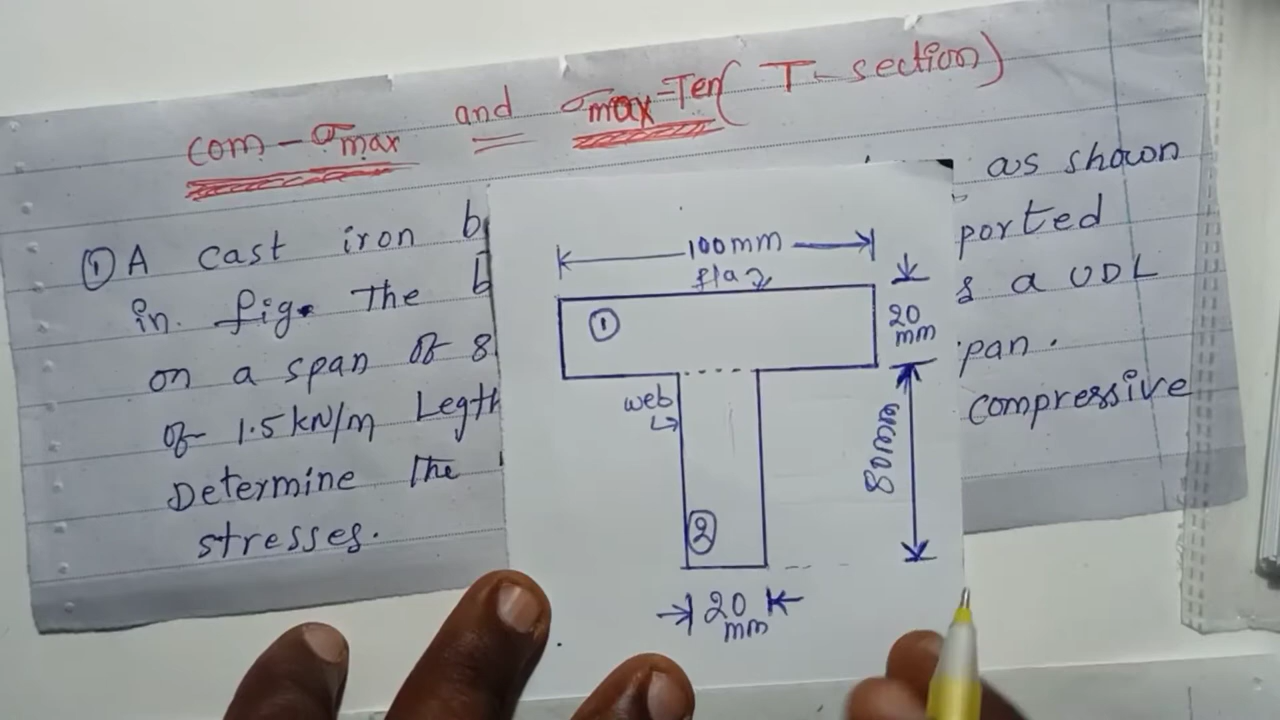 com - σmax and σmax-Ten( T- section)
① A cast iron as shown
in fig. The ported
on a span of 8 a UDL
of 1.5 kN/m Legth pan.
Determine the compressive
stresses.
100mm
flag
①
20
mm
web
80mm
②
20
mm